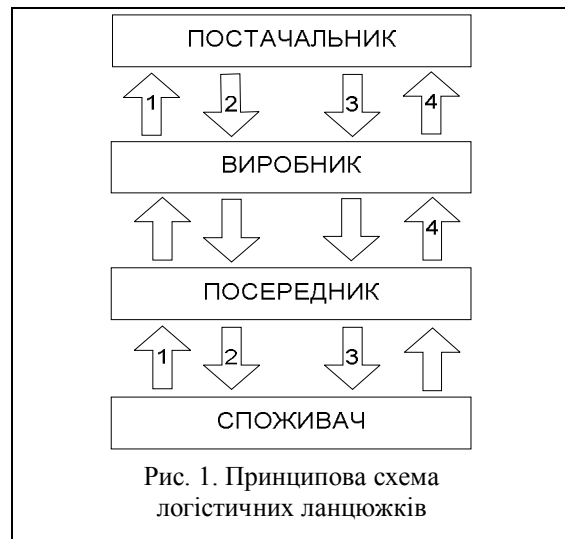 ПОСТАЧАЛЬНИК
1 2 3 4
ВИРОБНИК
4
ПОСЕРЕДНИК
1 2 3
СПОЖИВАЧ
Рис. 1. Принципова схема
логістичних ланцюжків